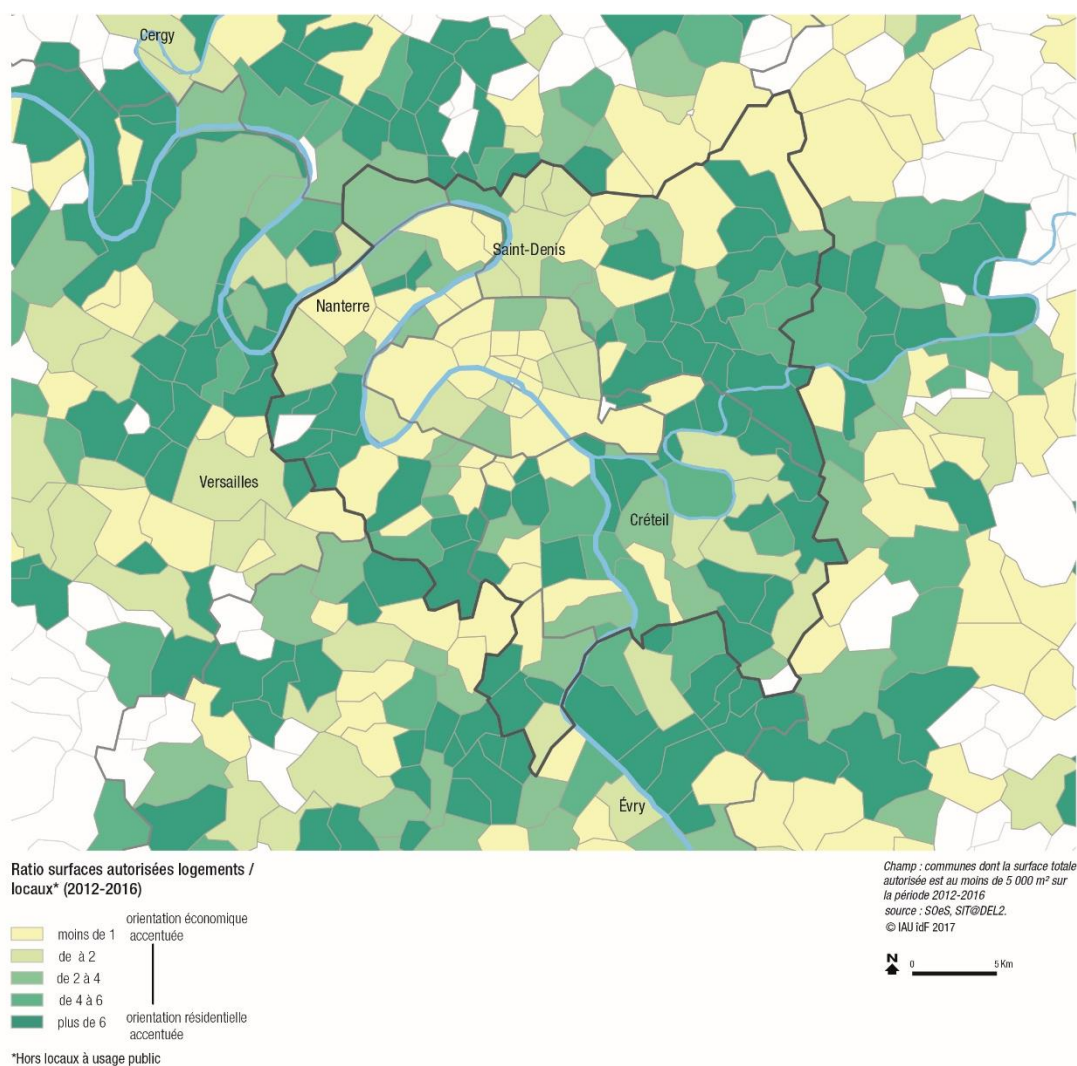 Cergy
Saint-Denis
Nanterre
Versailles
Créteil
Évry
Ratio surfaces autorisées logements /
locaux* (2012-2016)
orientation économique
accentuée
moins de 1
de à 2
de 2 à 4
de 4 à 6
plus de 6
orientation résidentielle
accentuée
*Hors locaux à usage public
Champ : communes dont la surface totale
autorisée est au moins de 5 000 m² sur
la période 2012-2016
source : SOeS, SIT@DEL2.
© IAU îdF 2017
N
0 5 Km